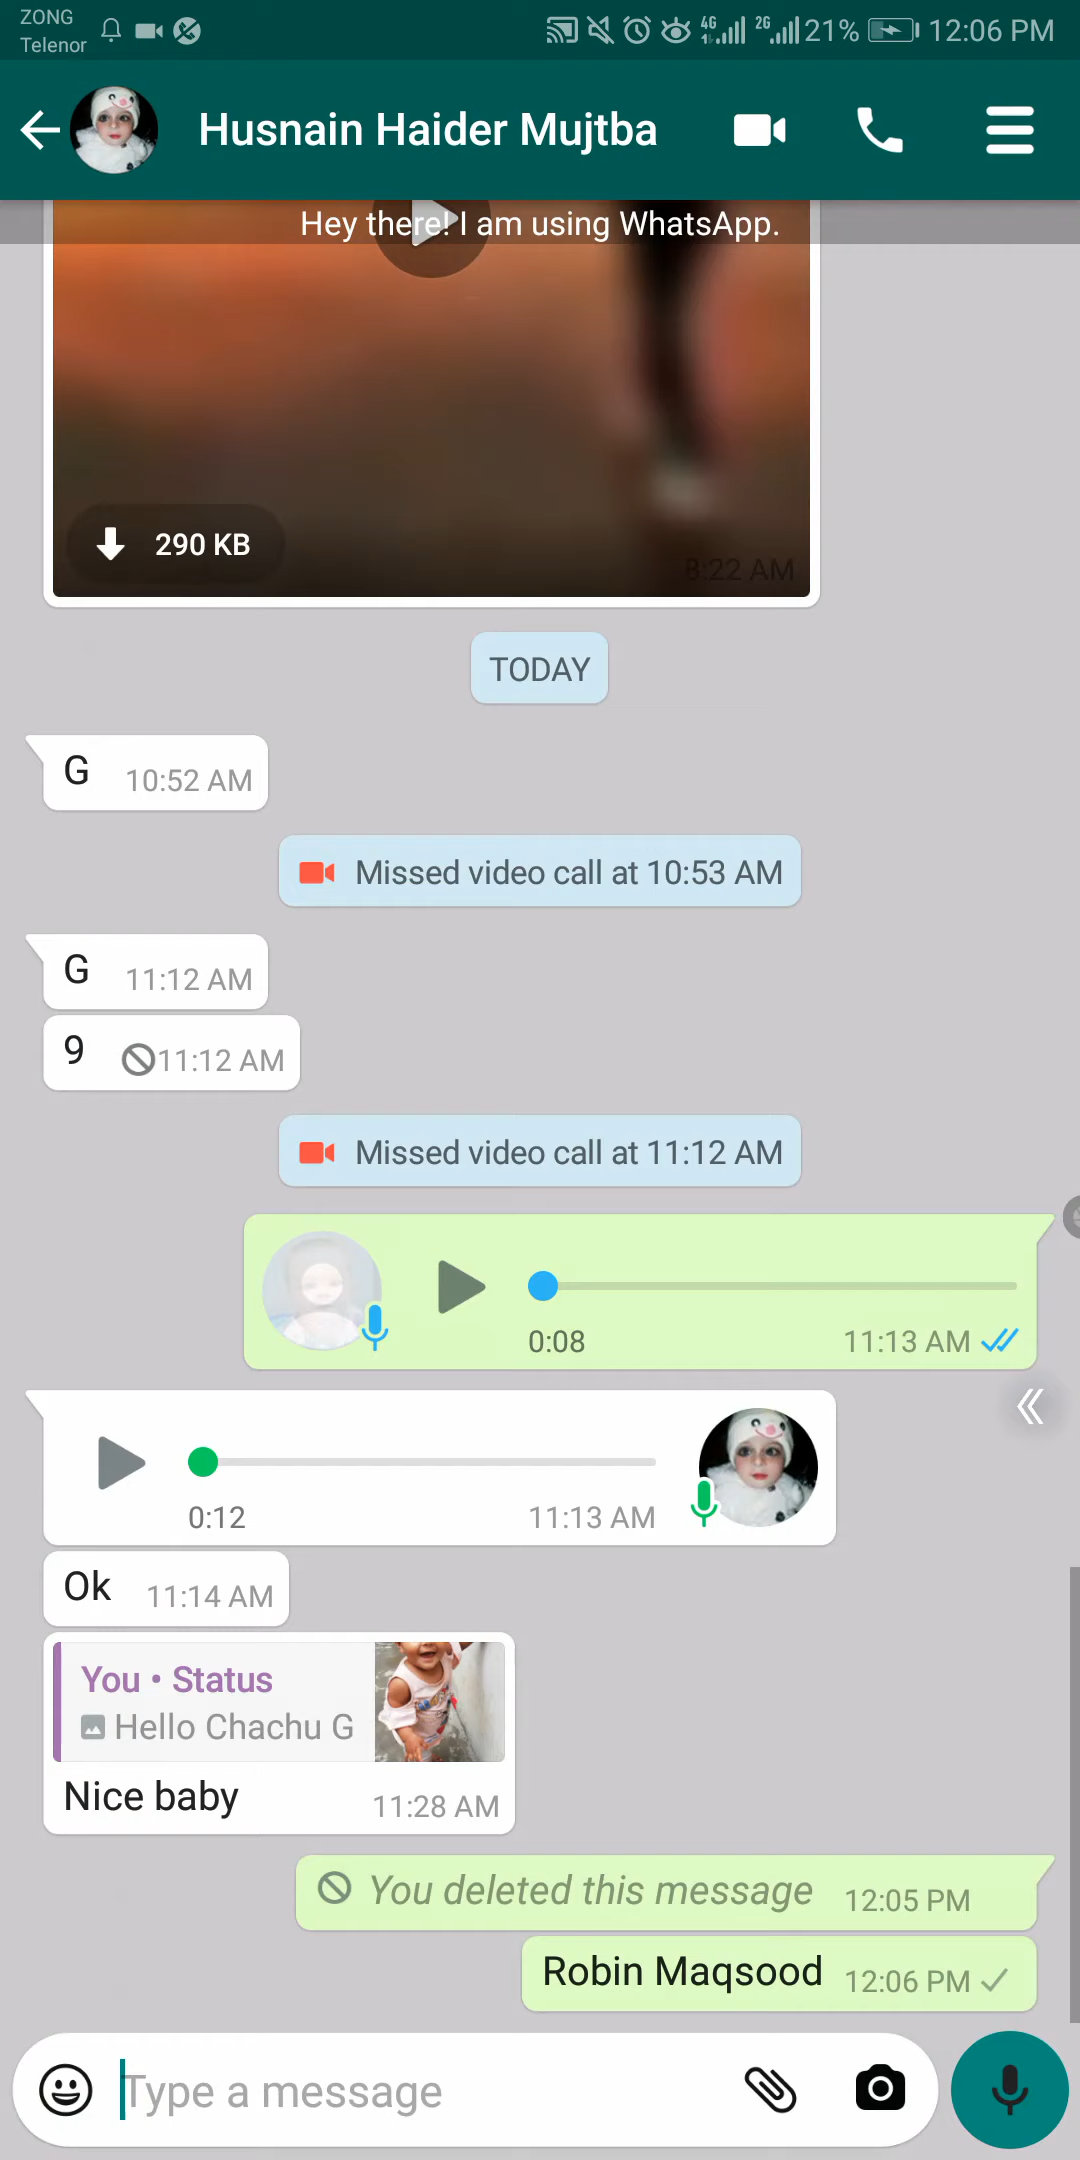 ZONG
Telenor
4G 2G 21% 12:06 PM
Husnain Haider Mujtba
Hey there! I am using WhatsApp.
290 KB
8:22 AM
TODAY
G 10:52 AM
Missed video call at 10:53 AM
G 11:12 AM
9 11:12 AM
Missed video call at 11:12 AM
0:08 11:13 AM
0:12 11:13 AM
Ok 11:14 AM
You • Status
Hello Chachu G
Nice baby 11:28 AM
You deleted this message 12:05 PM
Robin Maqsood 12:06 PM
Type a message